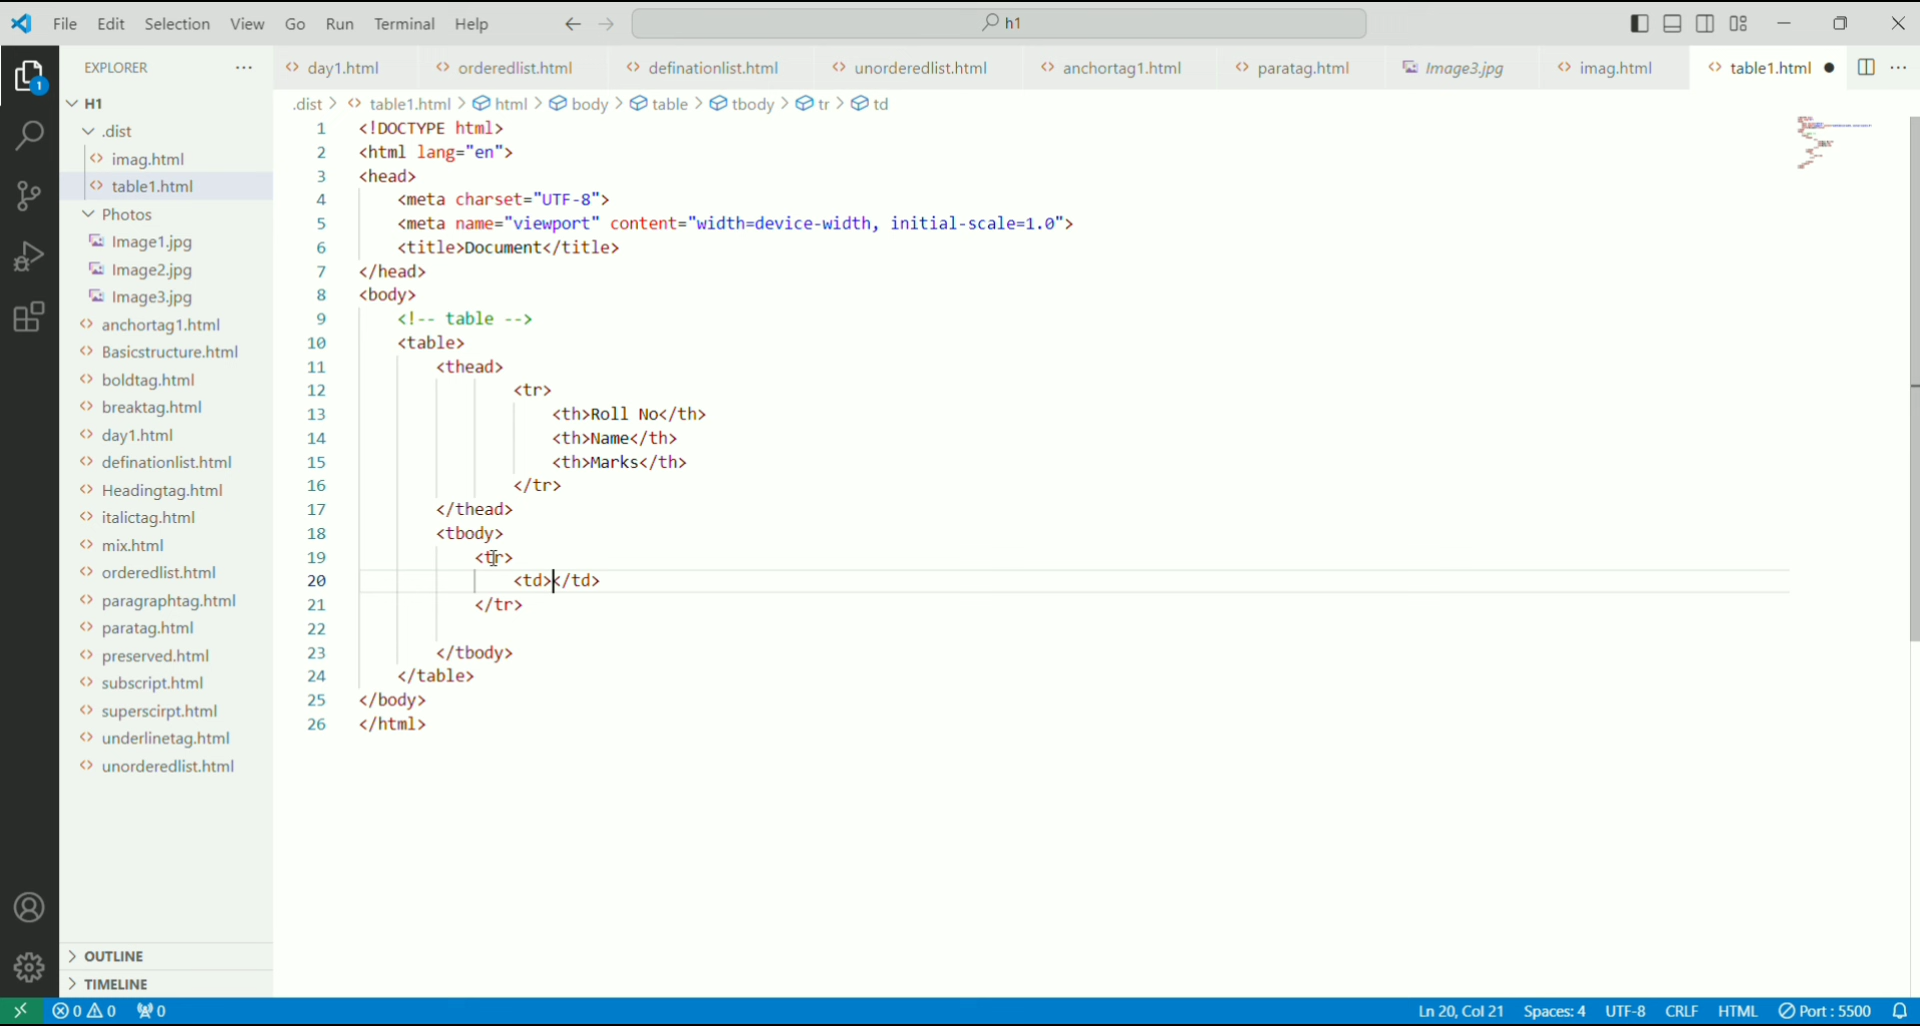 File Edit Selection View Go Run Terminal Help h1
EXPLORER ··· day1.html orderedlist.html definationlist.html unorderedlist.html anchortag1.html paratag.html Image3.jpg imag.html table1.html ● ···
.dist > table1.html > html > body > table > tbody > tr > td
1
H1
.dist
imag.html
table1.html
Photos
Image1.jpg
Image2.jpg
Image3.jpg
anchortag1.html
Basicstructure.html
boldtag.html
breaktag.html
day1.html
definationlist.html
Headingtag.html
italictag.html
mix.html
orderedlist.html
paragraphtag.html
paratag.html
preserved.html
subscript.html
superscirpt.html
underlinetag.html
unorderedlist.html
OUTLINE
TIMELINE
1 <!DOCTYPE html>
2 <html lang="en">
3 <head>
4 <meta charset="UTF-8">
5 <meta name="viewport" content="width=device-width, initial-scale=1.0">
6 <title>Document</title>
7 </head>
8 <body>
9 <!-- table -->
10 <table>
11 <thead>
12 <tr>
13 <th>Roll No</th>
14 <th>Name</th>
15 <th>Marks</th>
16 </tr>
17 </thead>
18 <tbody>
19 <tr>
20 <td></td>
21 </tr>
22
23 </tbody>
24 </table>
25 </body>
26 </html>
0 0 0 Ln 20, Col 21 Spaces: 4 UTF-8 CRLF HTML Port : 5500